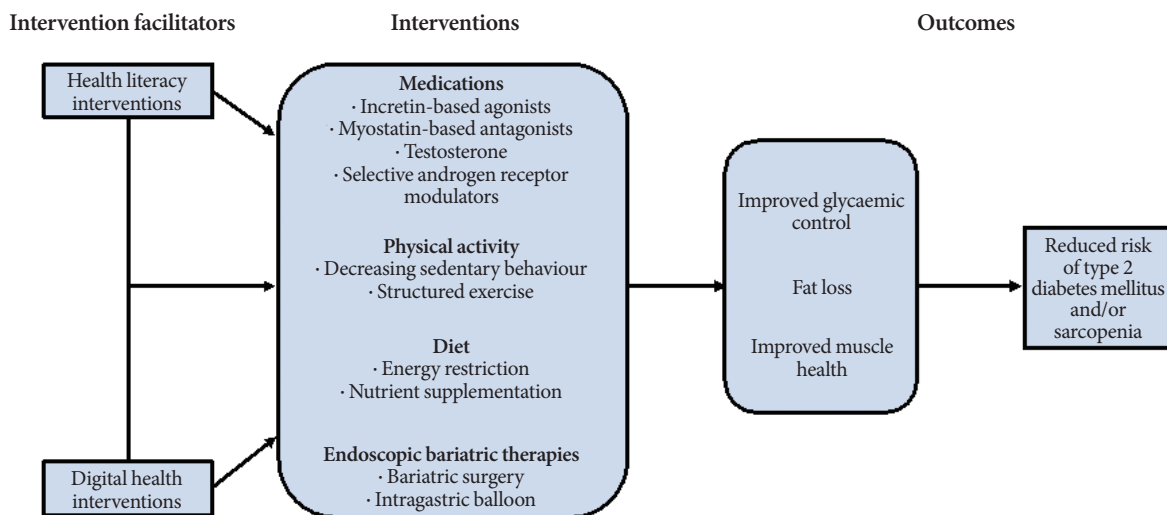 Intervention facilitators
Interventions
Outcomes
Health literacy
interventions
Digital health
interventions
Medications
· Incretin-based agonists
· Myostatin-based antagonists
· Testosterone
· Selective androgen receptor
modulators
Physical activity
· Decreasing sedentary behaviour
· Structured exercise
Diet
· Energy restriction
· Nutrient supplementation
Endoscopic bariatric therapies
· Bariatric surgery
· Intragastric balloon
Improved glycaemic
control
Fat loss
Improved muscle
health
Reduced risk
of type 2
diabetes mellitus
and/or
sarcopenia